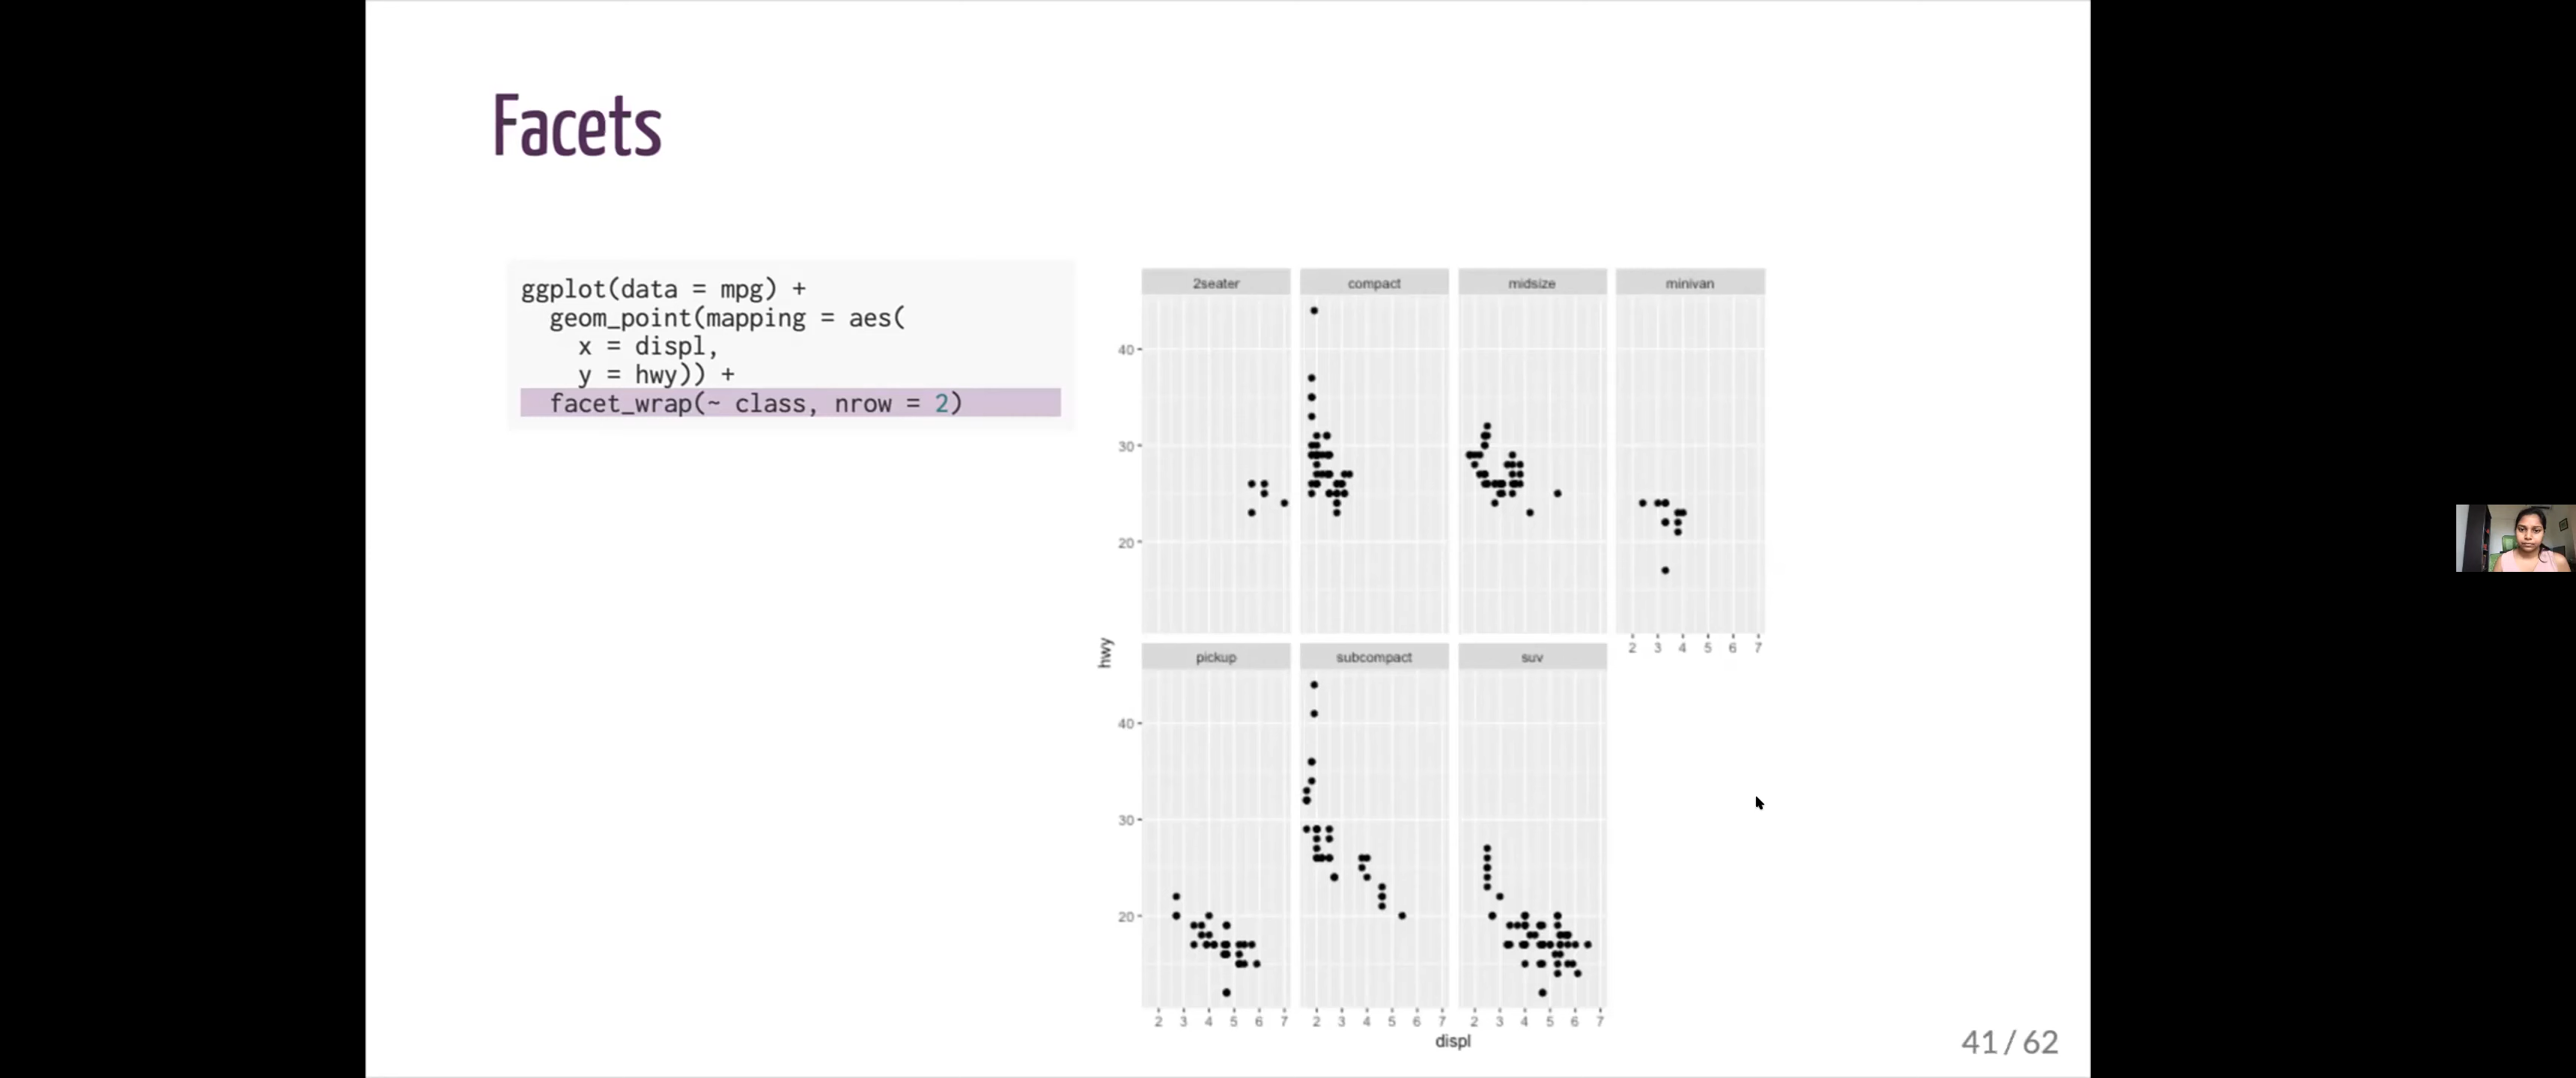 Facets
ggplot(data = mpg) +
geom_point(mapping = aes(
x = displ,
y = hwy)) +
facet_wrap(~ class, nrow = 2)
2seater compact midsize minivan
40
30
20
2 3 4 5 6 7
hwy
pickup subcompact suv
40
30
20
2 3 4 5 6 7 2 3 4 5 6 7 2 3 4 5 6 7
displ
41 / 62